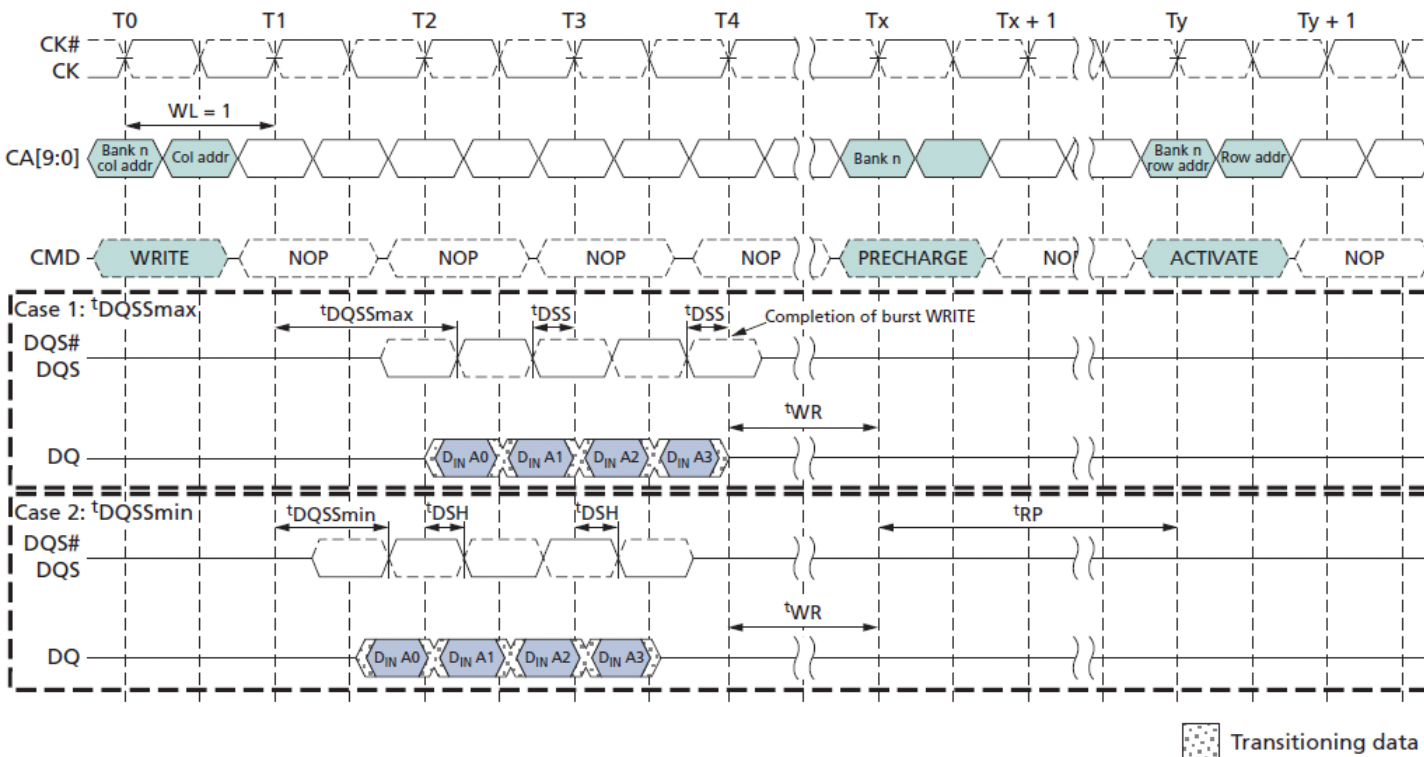 T0 T1 T2 T3 T4 Tx Tx + 1 Ty Ty + 1
CK#
CK
WL = 1
CA[9:0] Bank n col addr Col addr Bank n Bank n row addr Row addr
CMD WRITE NOP NOP NOP NOP PRECHARGE NOP ACTIVATE NOP
Case 1: tDQSSmax
tDQSSmax tDSS tDSS Completion of burst WRITE
DQS#
DQS
tWR
DQ DIN A0 DIN A1 DIN A2 DIN A3
Case 2: tDQSSmin
tDQSSmin tDSH tDSH tRP
DQS#
DQS
tWR
DQ DIN A0 DIN A1 DIN A2 DIN A3
Transitioning data